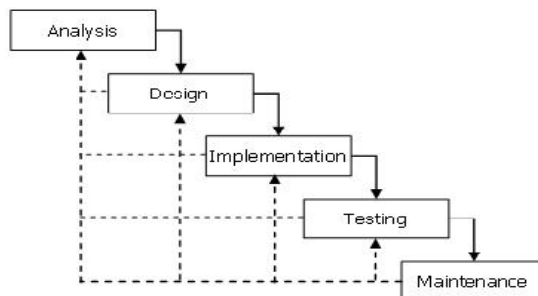 Analysis
Design
Implementation
Testing
Maintenance